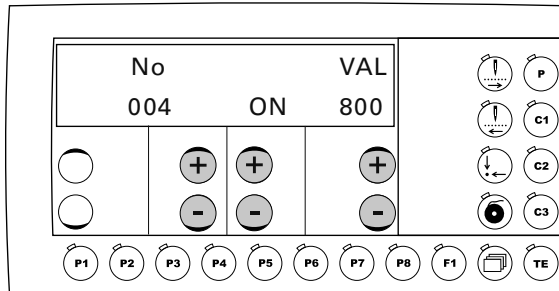 No VAL
004 ON 800
P
C1
+ + + C2
- - - C3
P1 P2 P3 P4 P5 P6 P7 P8 F1 TE